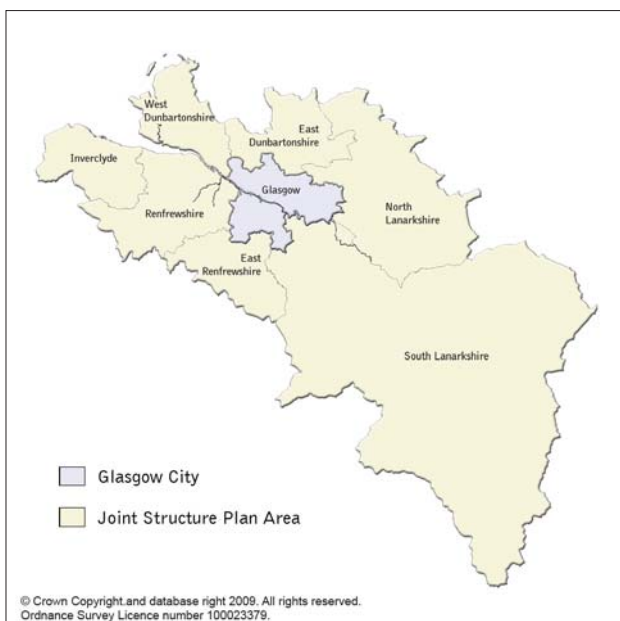 West
Dunbartonshire
East
Dunbartonshire
Inverclyde
Glasgow
Renfrewshire
North
Lanarkshire
East
Renfrewshire
South Lanarkshire
Glasgow City
Joint Structure Plan Area
© Crown Copyright.and database right 2009. All rights reserved.
Ordnance Survey Licence number 100023379.